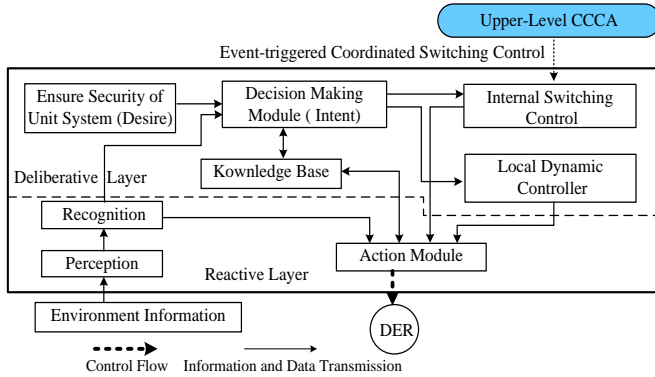 Upper-Level CCCA
Event-triggered Coordinated Switching Control
Ensure Security of
Unit System (Desire)
Decision Making
Module ( Intent)
Internal Switching
Control
Kownledge Base
Local Dynamic
Controller
Deliberative Layer
Recognition
Perception
Action Module
Reactive Layer
Environment Information
DER
Control Flow
Information and Data Transmission